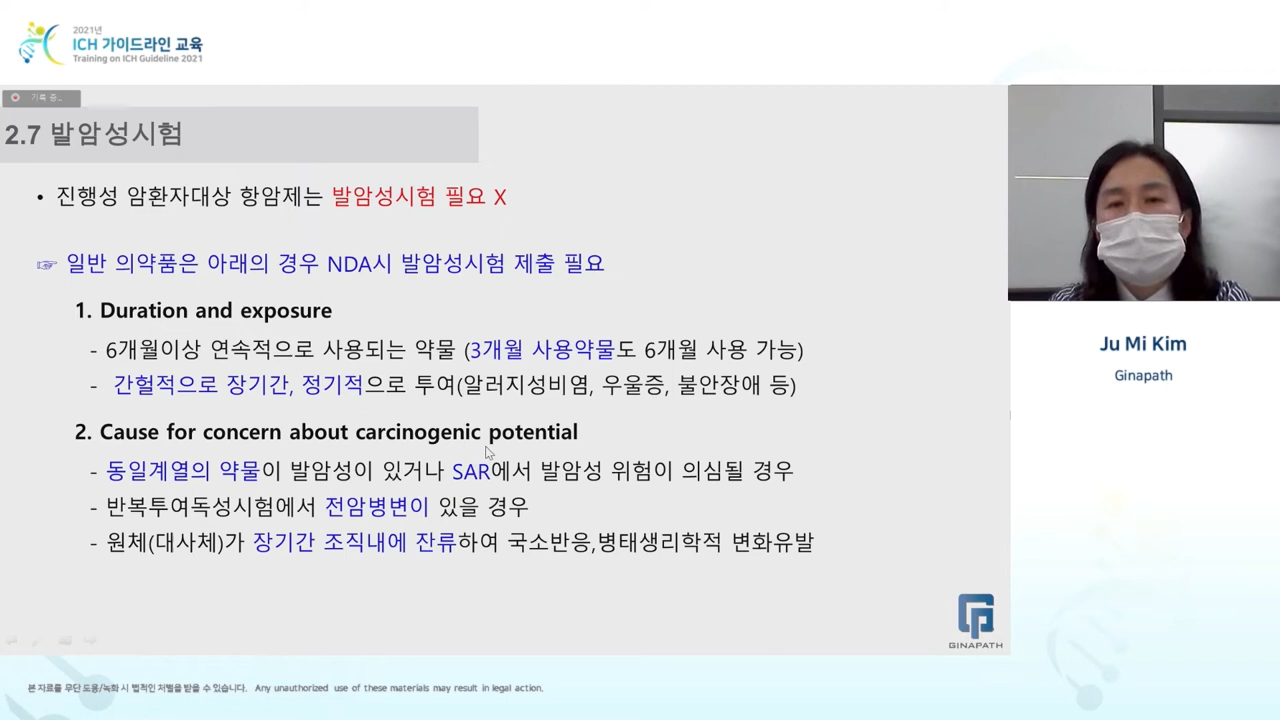 2021년
ICH 가이드라인 교육
Training on ICH Guideline 2021
기록 중...
2.7 발암성시험
• 진행성 암환자대상 항암제는 발암성시험 필요 X
☞ 일반 의약품은 아래의 경우 NDA시 발암성시험 제출 필요
1. Duration and exposure
- 6개월이상 연속적으로 사용되는 약물 (3개월 사용약물도 6개월 사용 가능)
- 간헐적으로 장기간, 정기적으로 투여(알러지성비염, 우울증, 불안장애 등)
2. Cause for concern about carcinogenic potential
- 동일계열의 약물이 발암성이 있거나 SAR에서 발암성 위험이 의심될 경우
- 반복투여독성시험에서 전암병변이 있을 경우
- 원체(대사체)가 장기간 조직내에 잔류하여 국소반응,병태생리학적 변화유발
GINAPATH
Ju Mi Kim
Ginapath
본 자료를 무단 도용/녹화 시 법적인 처벌을 받을 수 있습니다. Any unauthorized use of these materials may result in legal action.